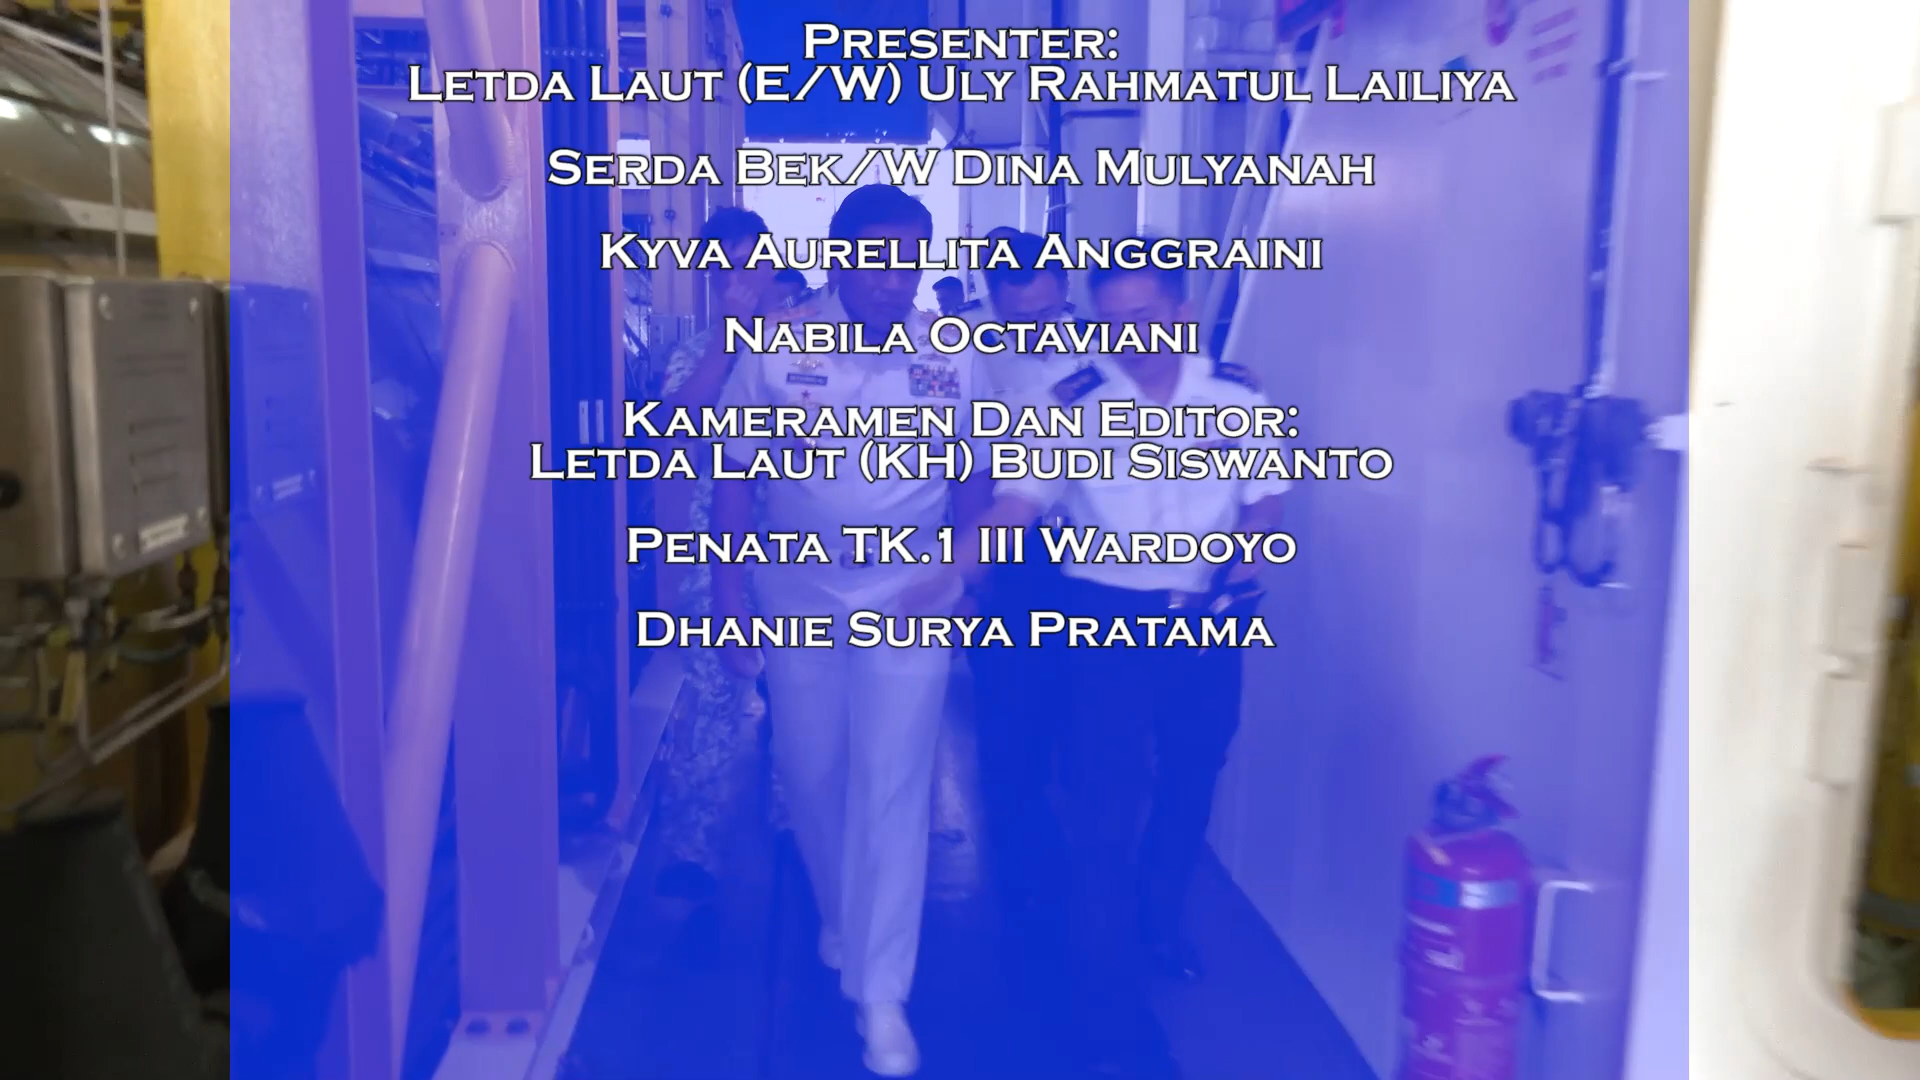 Presenter:
Letda Laut (E/W) Uly Rahmatul Lailiya
Serda Bek/W Dina Mulyanah
Kyva Aurellita Anggraini
Nabila Octaviani
Kameramen Dan Editor:
Letda Laut (KH) Budi Siswanto
Penata TK.1 III Wardoyo
Dhanie Surya Pratama